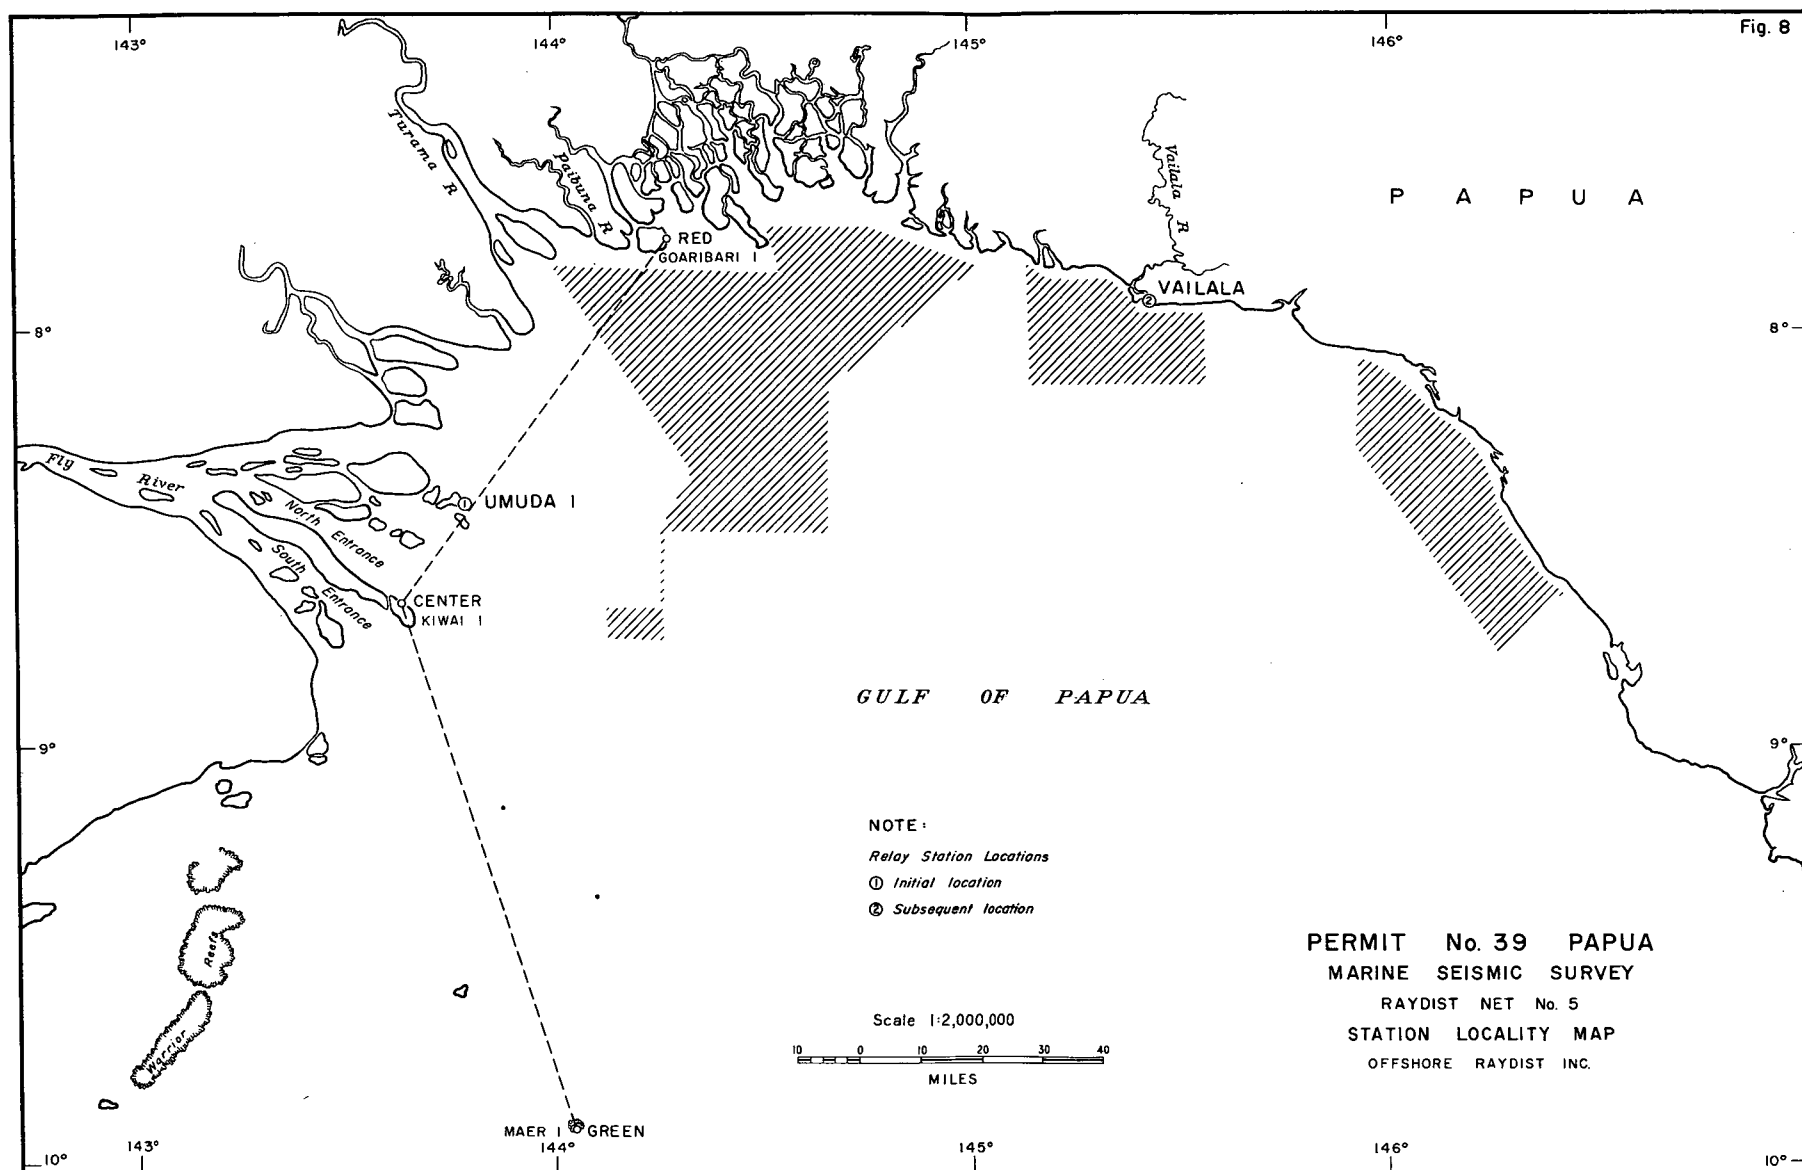 Fig. 8
143°
144°
145°
146°
Turama R
Paibuna R
Vailala R
PAPUA
RED
GOARIBARI I
VAILALA
②
8°
8°
Fly River
North Entrance
South Entrance
① UMUDA I
CENTER
KIWAI I
GULF OF PAPUA
9°
9°
NOTE:
Relay Station Locations
① Initial location
② Subsequent location
Warrior Reefs
PERMIT No. 39 PAPUA
MARINE SEISMIC SURVEY
RAYDIST NET No. 5
STATION LOCALITY MAP
OFFSHORE RAYDIST INC.
Scale 1:2,000,000
10 0 10 20 30 40
MILES
MAER I GREEN
143°
144°
145°
146°
10°
10°